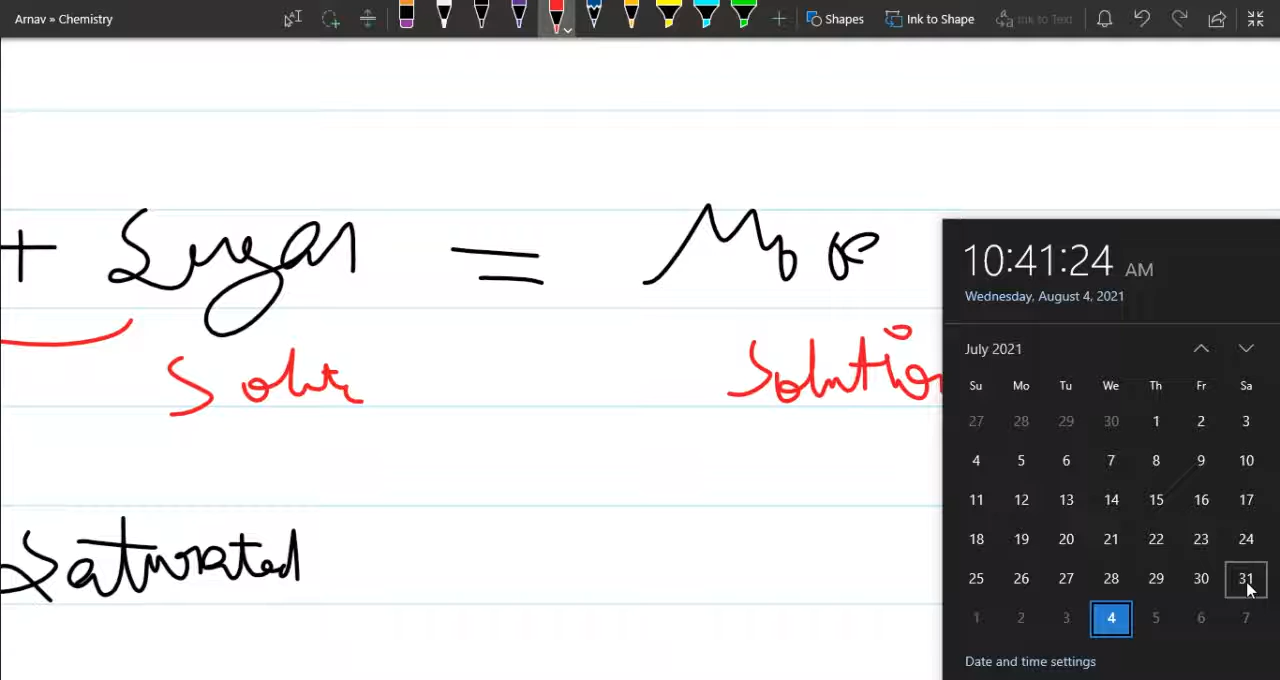 Arnav » Chemistry
Shapes Ink to Shape Ink to Text
+ Sugar =
Solute Solution
Saturated
10:41:24 AM
Wednesday, August 4, 2021
July 2021
Su Mo Tu We Th Fr Sa
27 28 29 30 1 2 3
4 5 6 7 8 9 10
11 12 13 14 15 16 17
18 19 20 21 22 23 24
25 26 27 28 29 30 31
1 2 3 4 5 6 7
Date and time settings